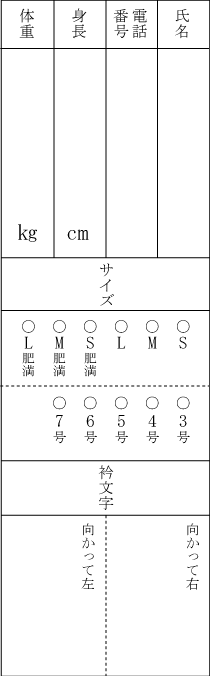 氏名
電話番号
身長
cm
体重
kg
サイズ
○S
○M
○L
○S肥満
○M肥満
○L肥満
○3号
○4号
○5号
○6号
○7号
衿文字
向かって右
向かって左